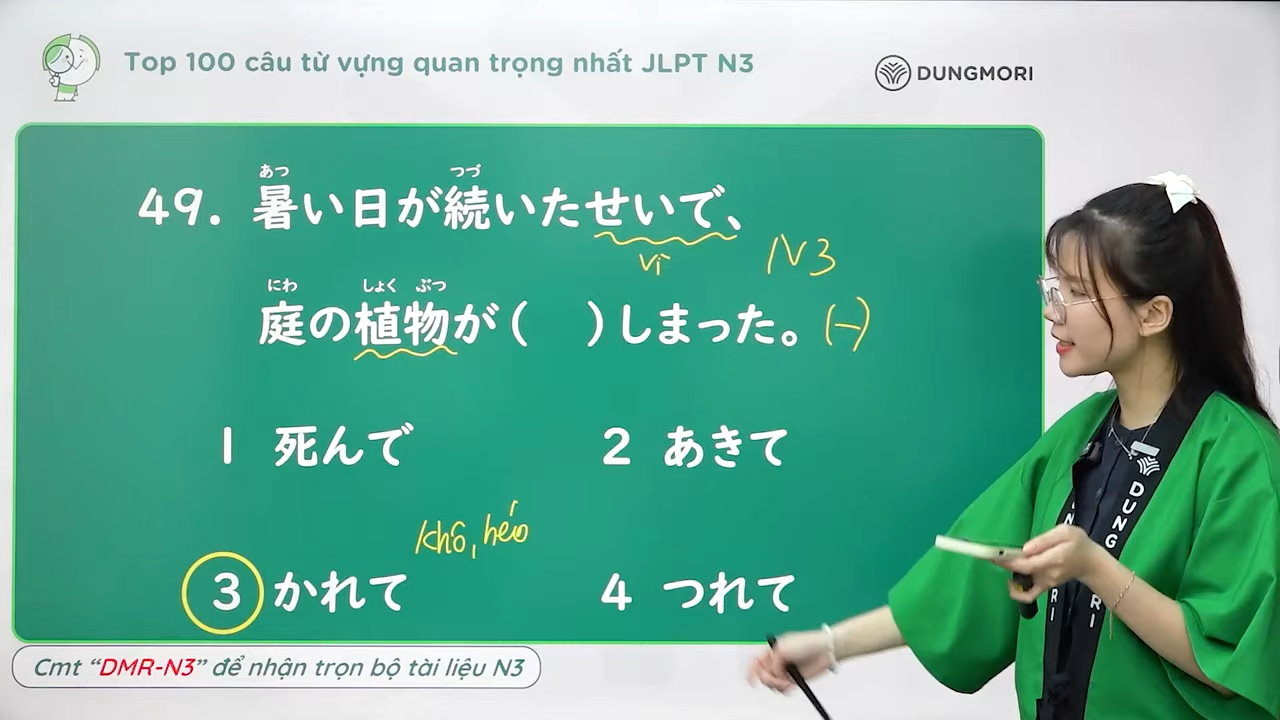 Top 100 câu từ vựng quan trọng nhất JLPT N3
DUNGMORI
あつ つづ
49. 暑い日が続いたせいで、
vì N3
にわ しょく ぶつ
庭の植物が( )しまった。(-)
1 死んで
2 あきて
khô, héo
3 かれて
4 つれて
Cmt “DMR-N3” để nhận trọn bộ tài liệu N3
DUNGMORI